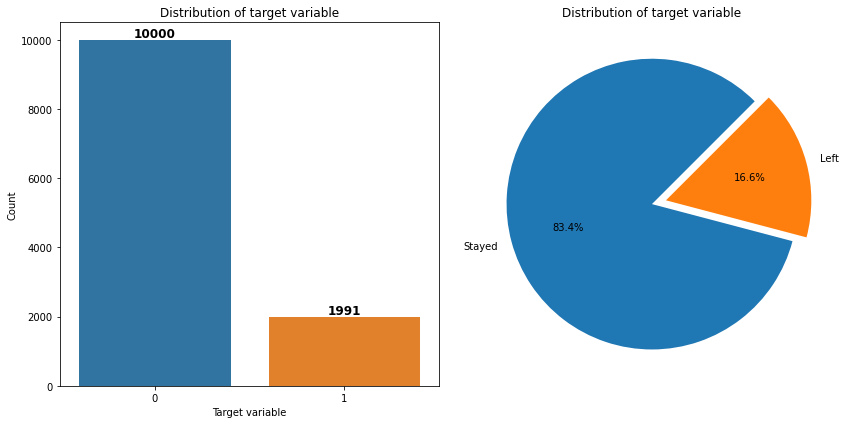 Distribution of target variable
10000
1991
10000
8000
6000
4000
2000
0
Count
0
1
Target variable
Distribution of target variable
Left
16.6%
83.4%
Stayed